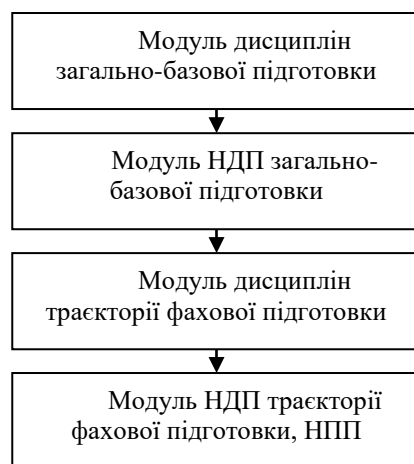 Модуль дисциплін
загально-базової підготовки
Модуль НДП загально-
базової підготовки
Модуль дисциплін
траєкторії фахової підготовки
Модуль НДП траєкторії
фахової підготовки, НПП